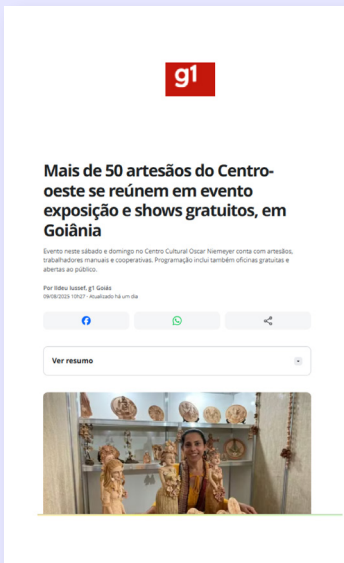 g1
Mais de 50 artesãos do Centro-
oeste se reúnem em evento
exposição e shows gratuitos, em
Goiânia
Evento neste sábado e domingo no Centro Cultural Oscar Niemeyer conta com artesãos,
trabalhadores manuais e cooperativas. Programação inclui também oficinas gratuitas e
abertas ao público.
Por Ildeu Iussef, g1 Goiás
09/08/2025 10h27 - Atualizado há um dia
Ver resumo